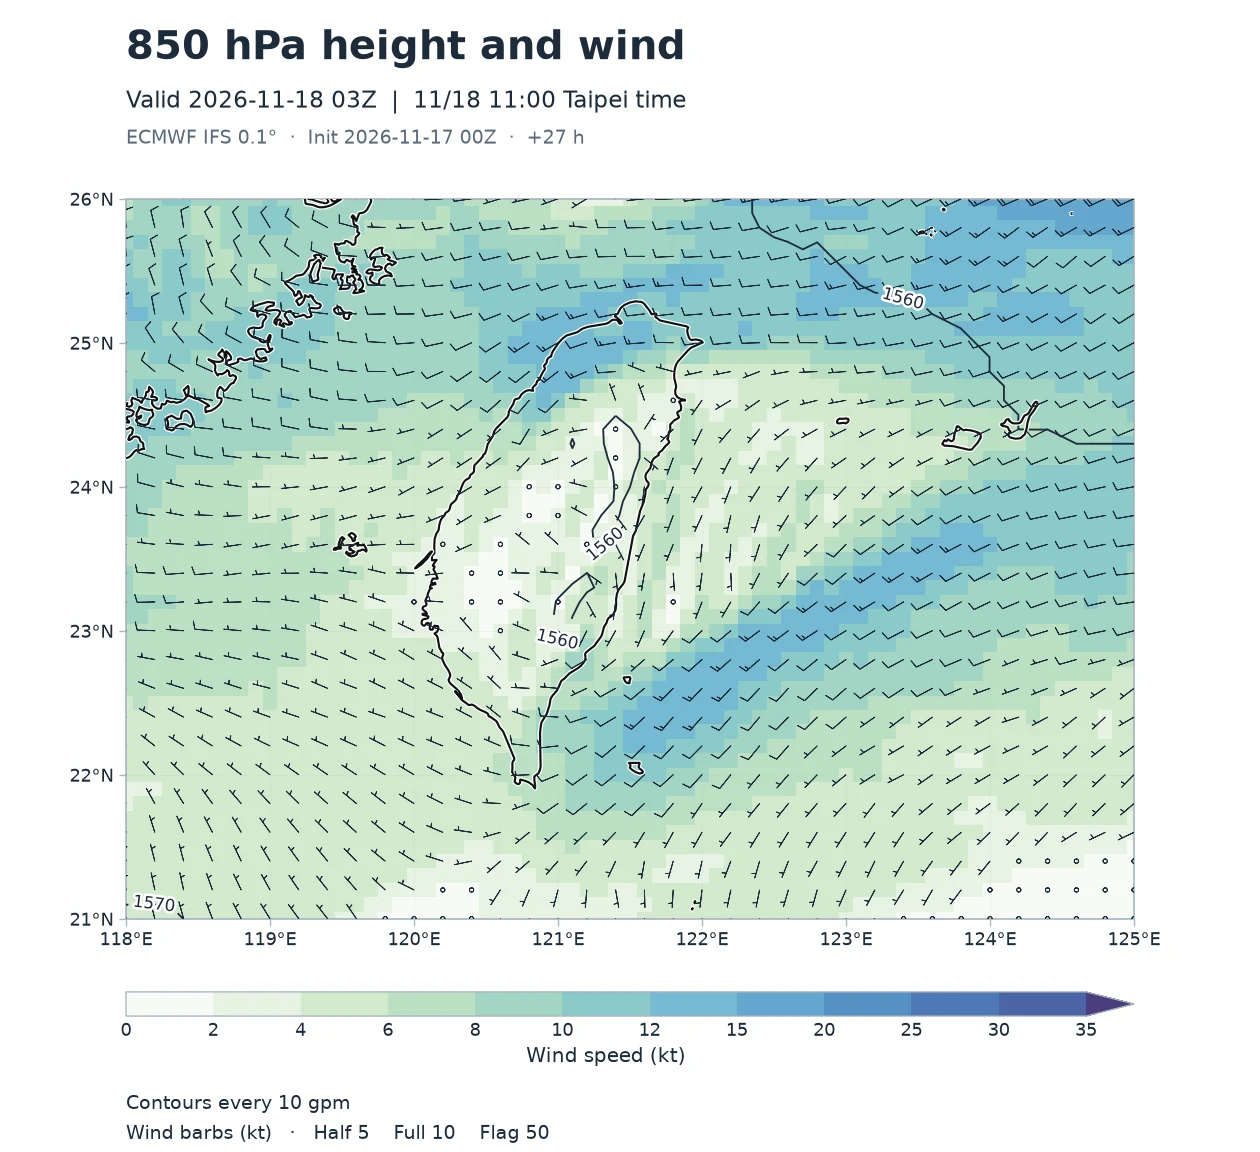 850 hPa height and wind
Valid 2026-11-18 03Z | 11/18 11:00 Taipei time
ECMWF IFS 0.1° · Init 2026-11-17 00Z · +27 h
26°N
25°N
24°N
23°N
22°N
21°N
1560
1560
1560
1570
118°E 119°E 120°E 121°E 122°E 123°E 124°E 125°E
0 2 4 6 8 10 12 15 20 25 30 35
Wind speed (kt)
Contours every 10 gpm
Wind barbs (kt) · Half 5 Full 10 Flag 50